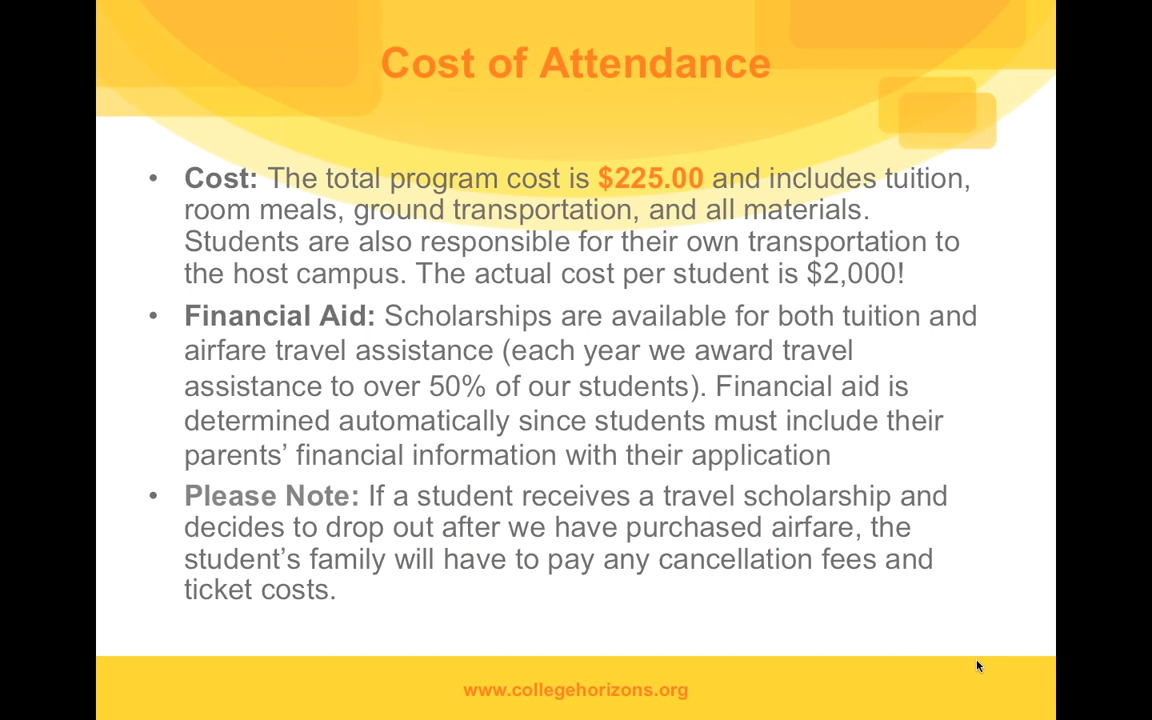 Cost of Attendance
• Cost: The total program cost is $225.00 and includes tuition,
room meals, ground transportation, and all materials.
Students are also responsible for their own transportation to
the host campus. The actual cost per student is $2,000!
• Financial Aid: Scholarships are available for both tuition and
airfare travel assistance (each year we award travel
assistance to over 50% of our students). Financial aid is
determined automatically since students must include their
parents’ financial information with their application
• Please Note: If a student receives a travel scholarship and
decides to drop out after we have purchased airfare, the
student’s family will have to pay any cancellation fees and
ticket costs.
www.collegehorizons.org